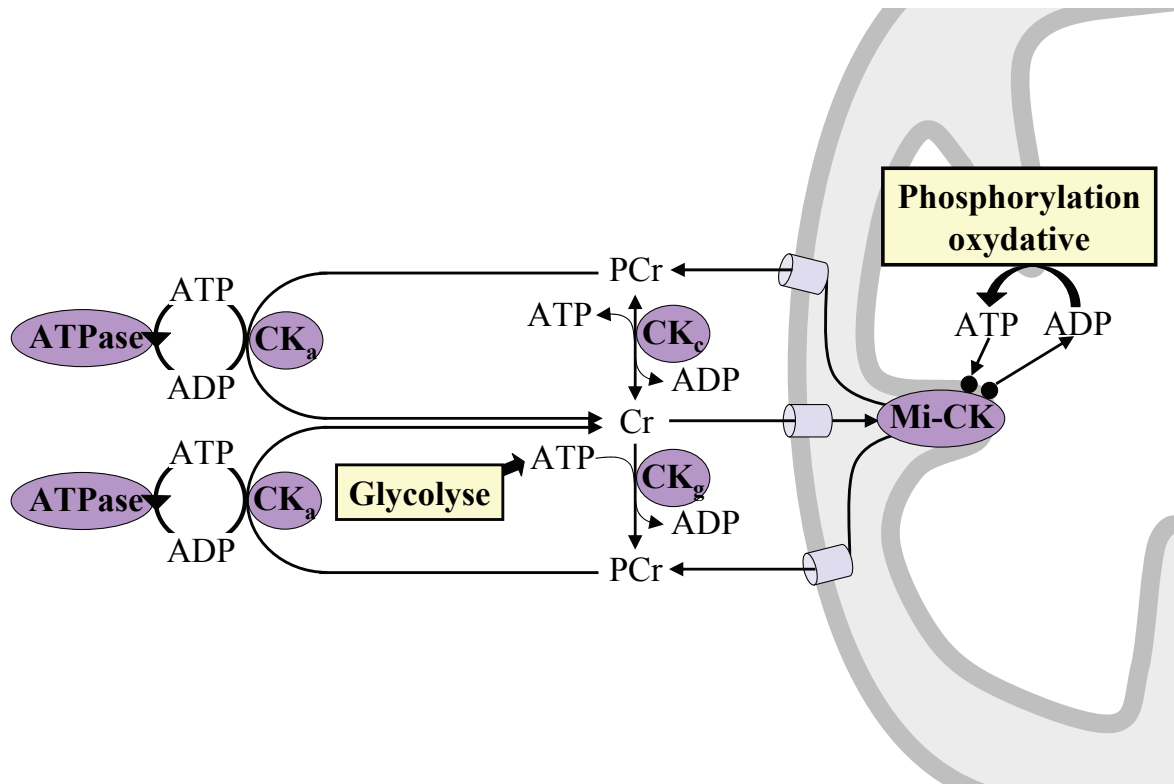 Phosphorylation
oxydative
PCr
ATP
ATP
CKc
ATP
ADP
ATPase
CKa
ADP
ADP
Mi-CK
Cr
ATP
ATP
Glycolyse
CKg
ATPase
CKa
ADP
ADP
PCr